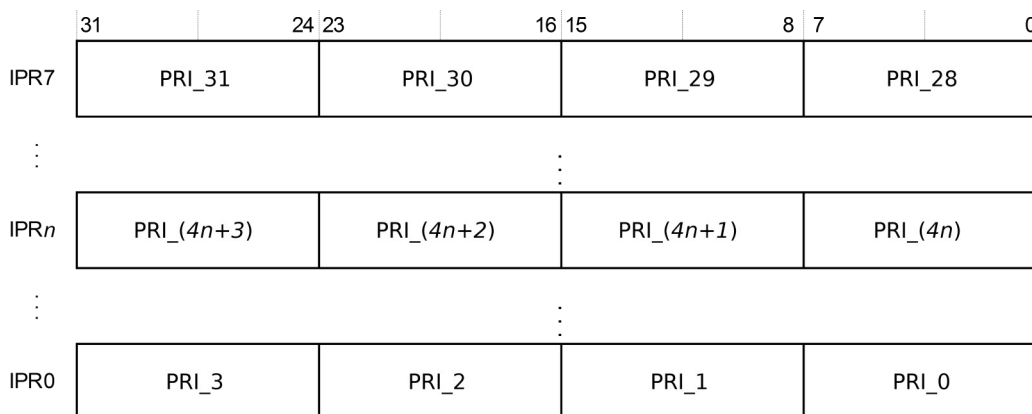 31 24 23 16 15 8 7 0
IPR7 PRI_31 PRI_30 PRI_29 PRI_28
IPRn PRI_(4n+3) PRI_(4n+2) PRI_(4n+1) PRI_(4n)
IPR0 PRI_3 PRI_2 PRI_1 PRI_0